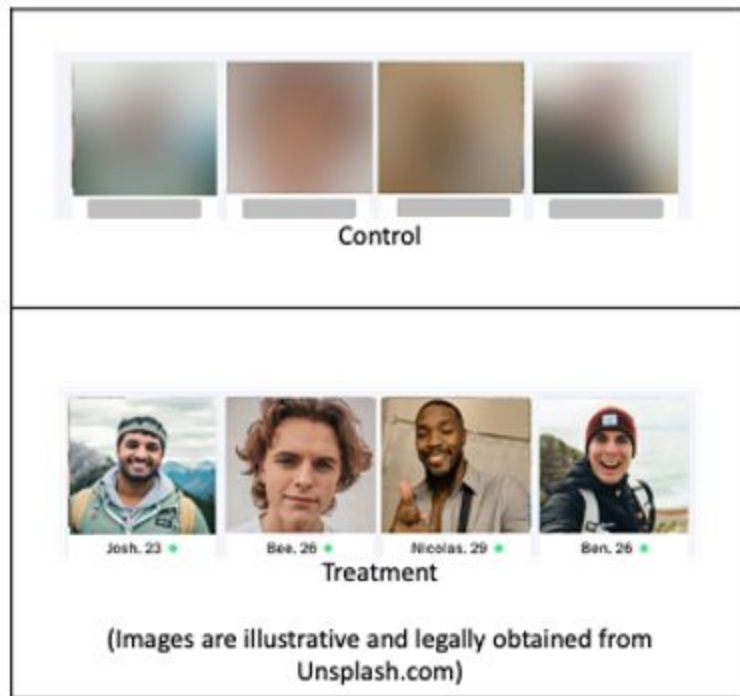 Control
Josh, 23
Bee, 26
Nicolas, 29
Ben, 26
Treatment
(Images are illustrative and legally obtained from
Unsplash.com)